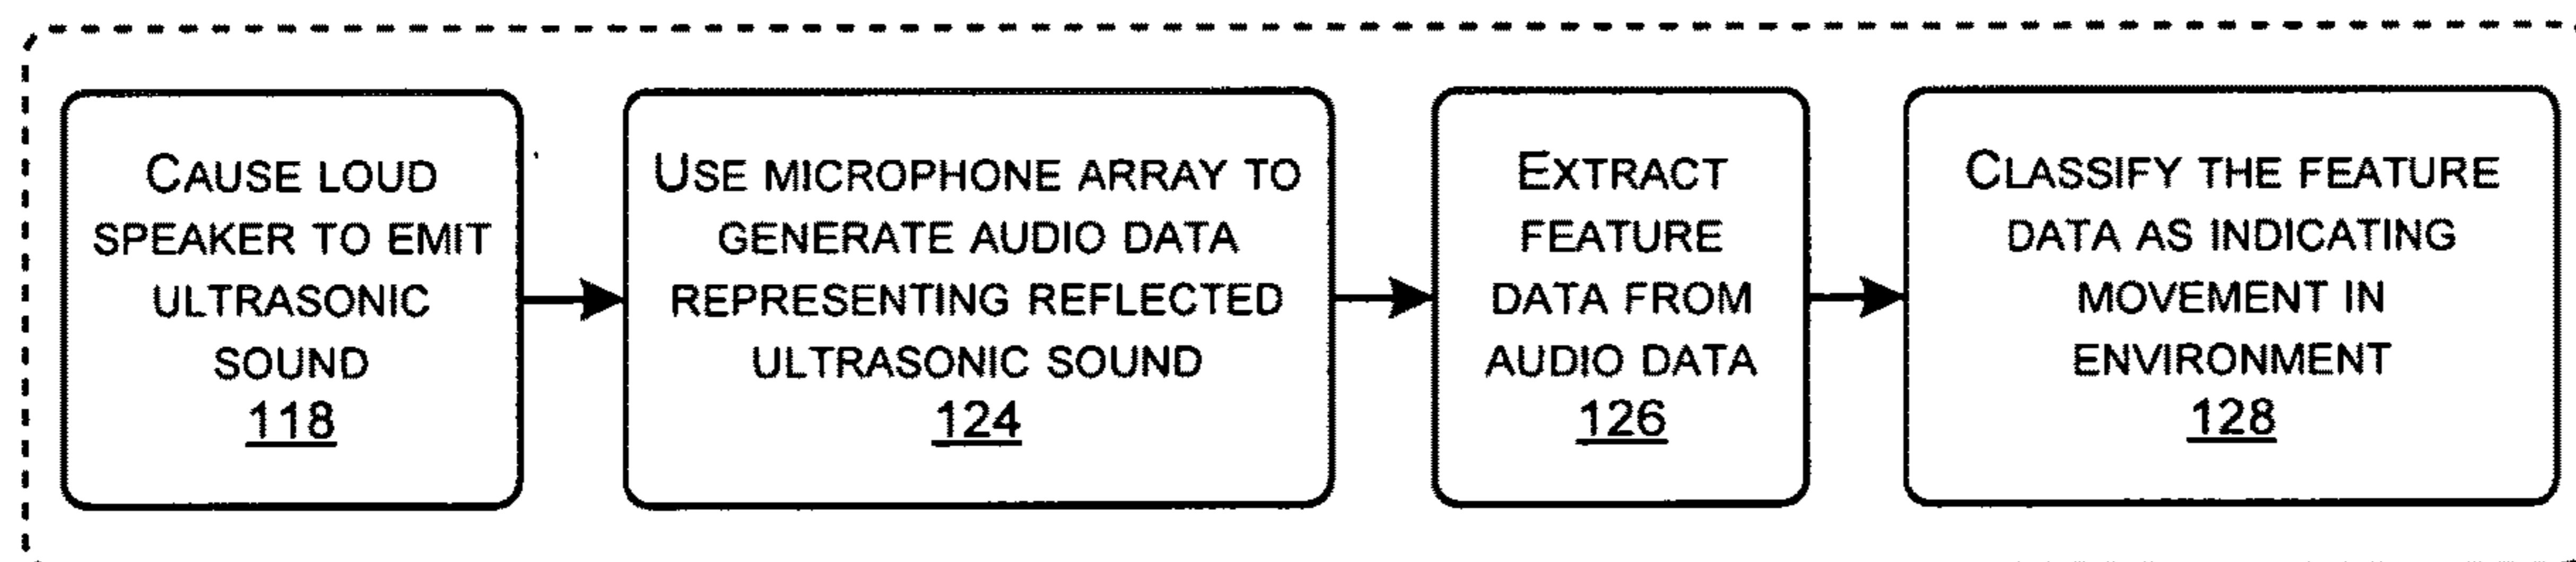 CAUSE LOUD
SPEAKER TO EMIT
ULTRASONIC
SOUND
118
USE MICROPHONE ARRAY TO
GENERATE AUDIO DATA
REPRESENTING REFLECTED
ULTRASONIC SOUND
124
EXTRACT
FEATURE
DATA FROM
AUDIO DATA
126
CLASSIFY THE FEATURE
DATA AS INDICATING
MOVEMENT IN
ENVIRONMENT
128